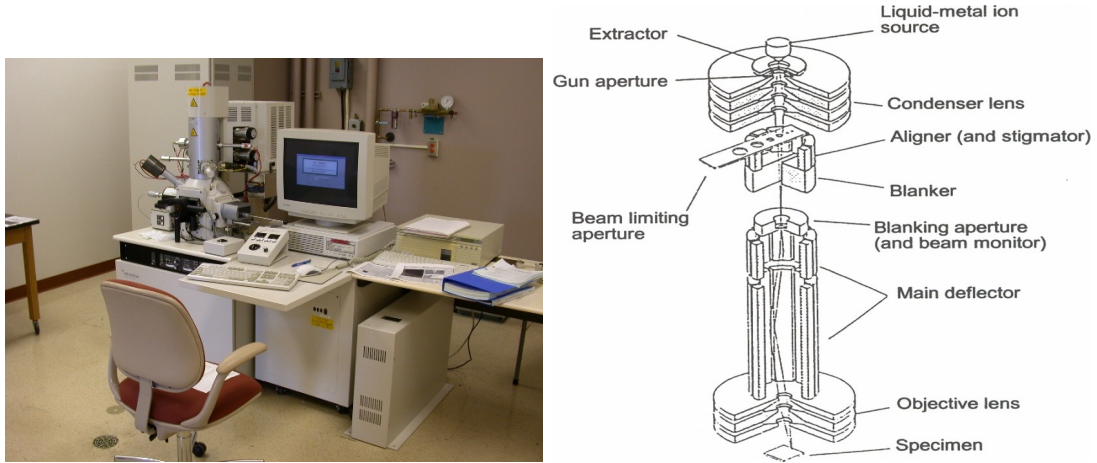 Liquid-metal ion
source
Extractor
Gun aperture
Condenser lens
Aligner (and stigmator)
Blanker
Beam limiting
aperture
Blanking aperture
(and beam monitor)
Main deflector
Objective lens
Specimen